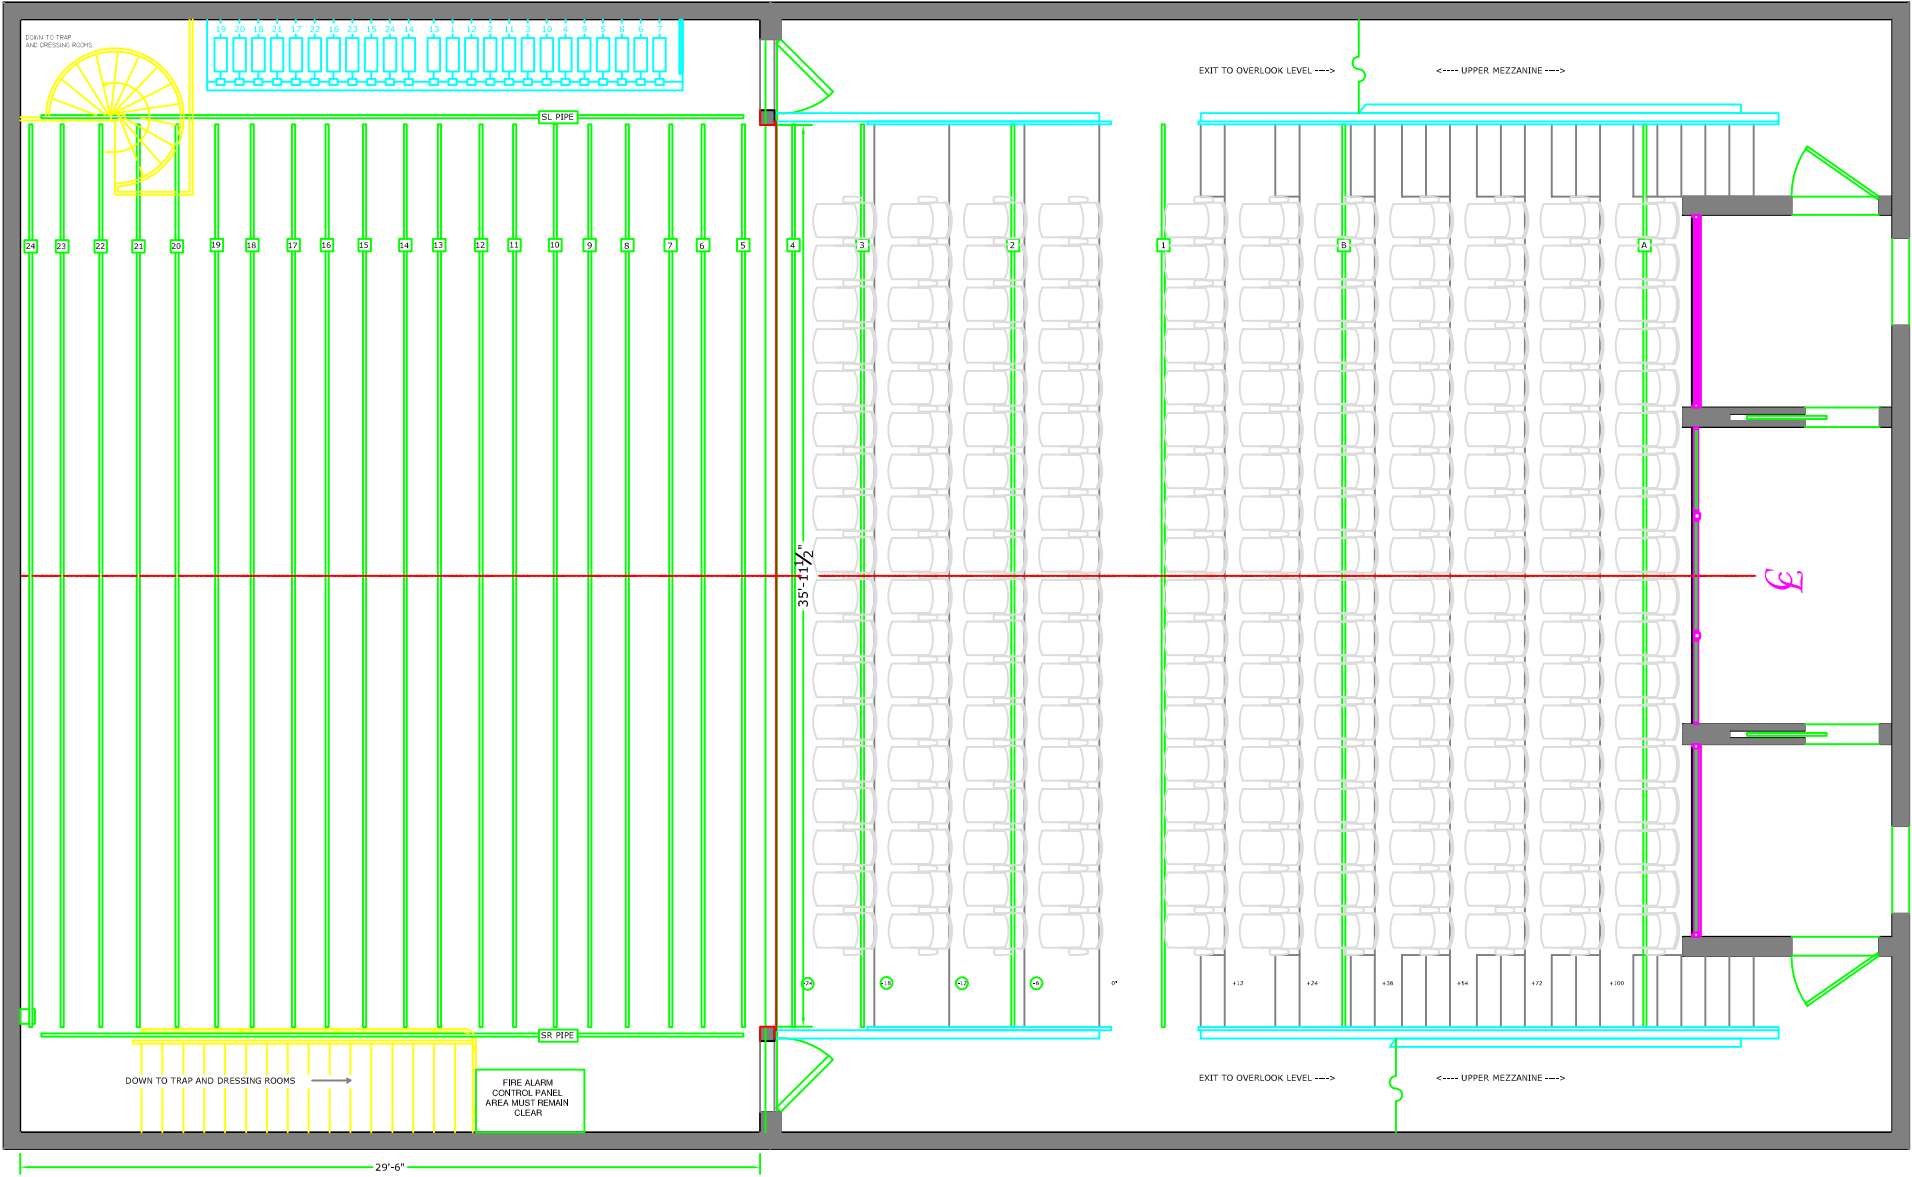 DOWN TO TRAP
AND DRESSING ROOMS
19 20 18 21 17 22 16 23 15 24 14 13 1 12 2 11 3 10 4 9 5 8 6 7
EXIT TO OVERLOOK LEVEL ---->
<---- UPPER MEZZANINE ---->
SL PIPE
24 23 22 21 20 19 18 17 16 15 14 13 12 11 10 9 8 7 6 5 4 3 2 1 B A
35'-11 1/2"
-24 -18 -12 -6 0" +12 +24 +36 +54 +72 +100
SR PIPE
DOWN TO TRAP AND DRESSING ROOMS
FIRE ALARM
CONTROL PANEL
AREA MUST REMAIN
CLEAR
EXIT TO OVERLOOK LEVEL ---->
<---- UPPER MEZZANINE ---->
29'-6"